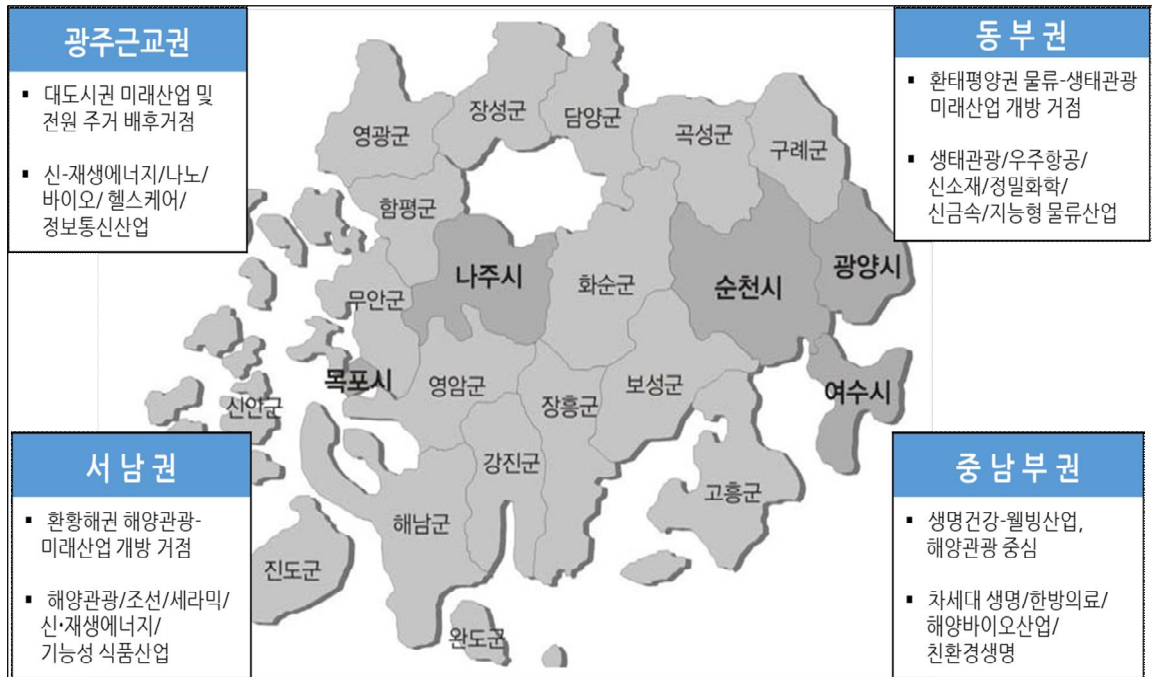 광주근교권
▪ 대도시권 미래산업 및
전원 주거 배후거점
▪ 신-재생에너지/나노/
바이오/ 헬스케어/
정보통신산업
동 부 권
▪ 환태평양권 물류-생태관광
미래산업 개방 거점
▪ 생태관광/우주항공/
신소재/정밀화학/
신금속/지능형 물류산업
장성군
담양군
영광군
곡성군
구례군
함평군
나주시
화순군
순천시
광양시
무안군
목포시
영암군
장흥군
보성군
여수시
신안군
강진군
고흥군
해남군
진도군
완도군
서 남 권
▪ 환황해권 해양관광-
미래산업 개방 거점
▪ 해양관광/조선/세라믹/
신•재생에너지/
기능성 식품산업
중 남 부 권
▪ 생명건강-웰빙산업,
해양관광 중심
▪ 차세대 생명/한방의료/
해양바이오산업/
친환경생명